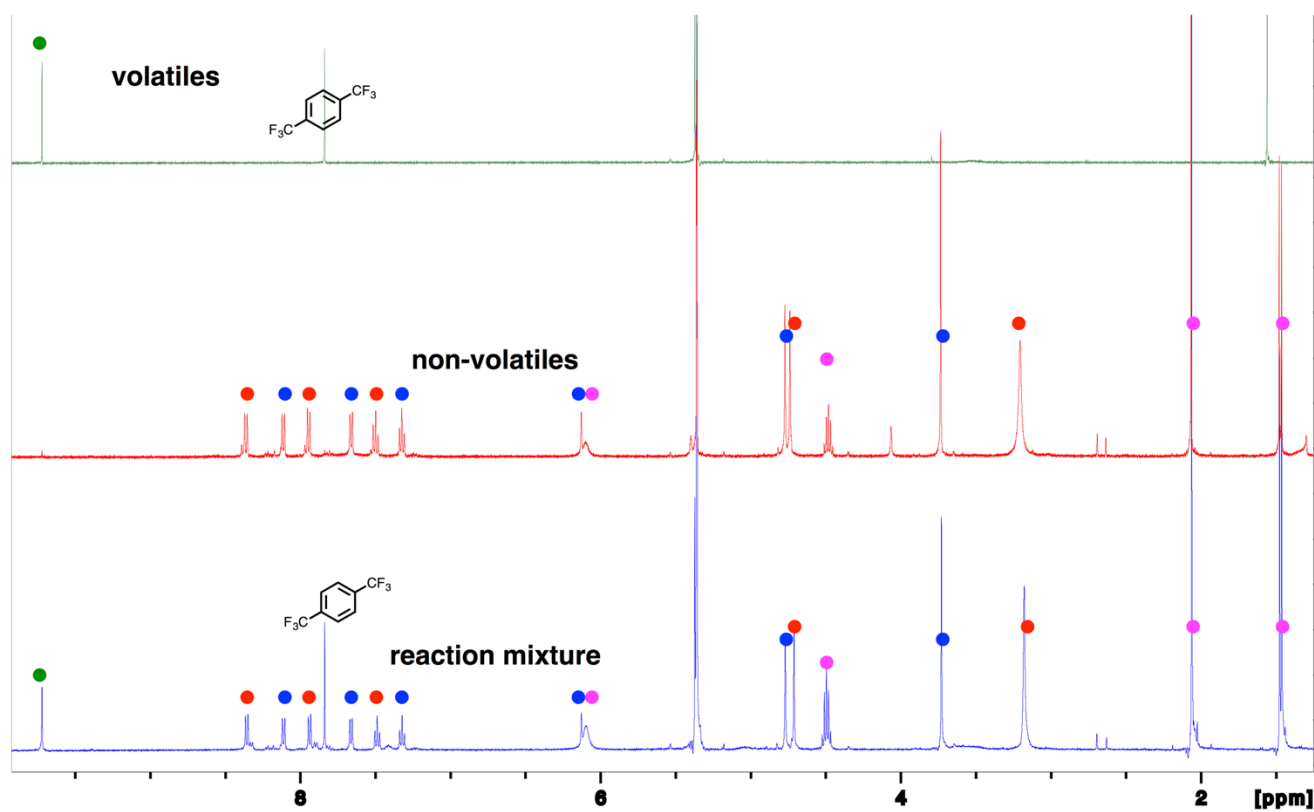 volatiles
CF₃
F₃C
non-volatiles
CF₃
F₃C
reaction mixture
8 6 4 2 [ppm]